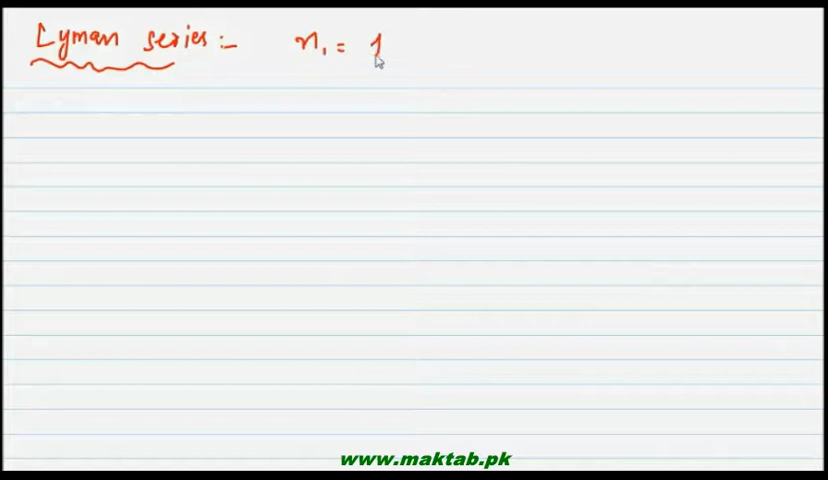 Lyman series :- n₁ = 1
www.maktab.pk